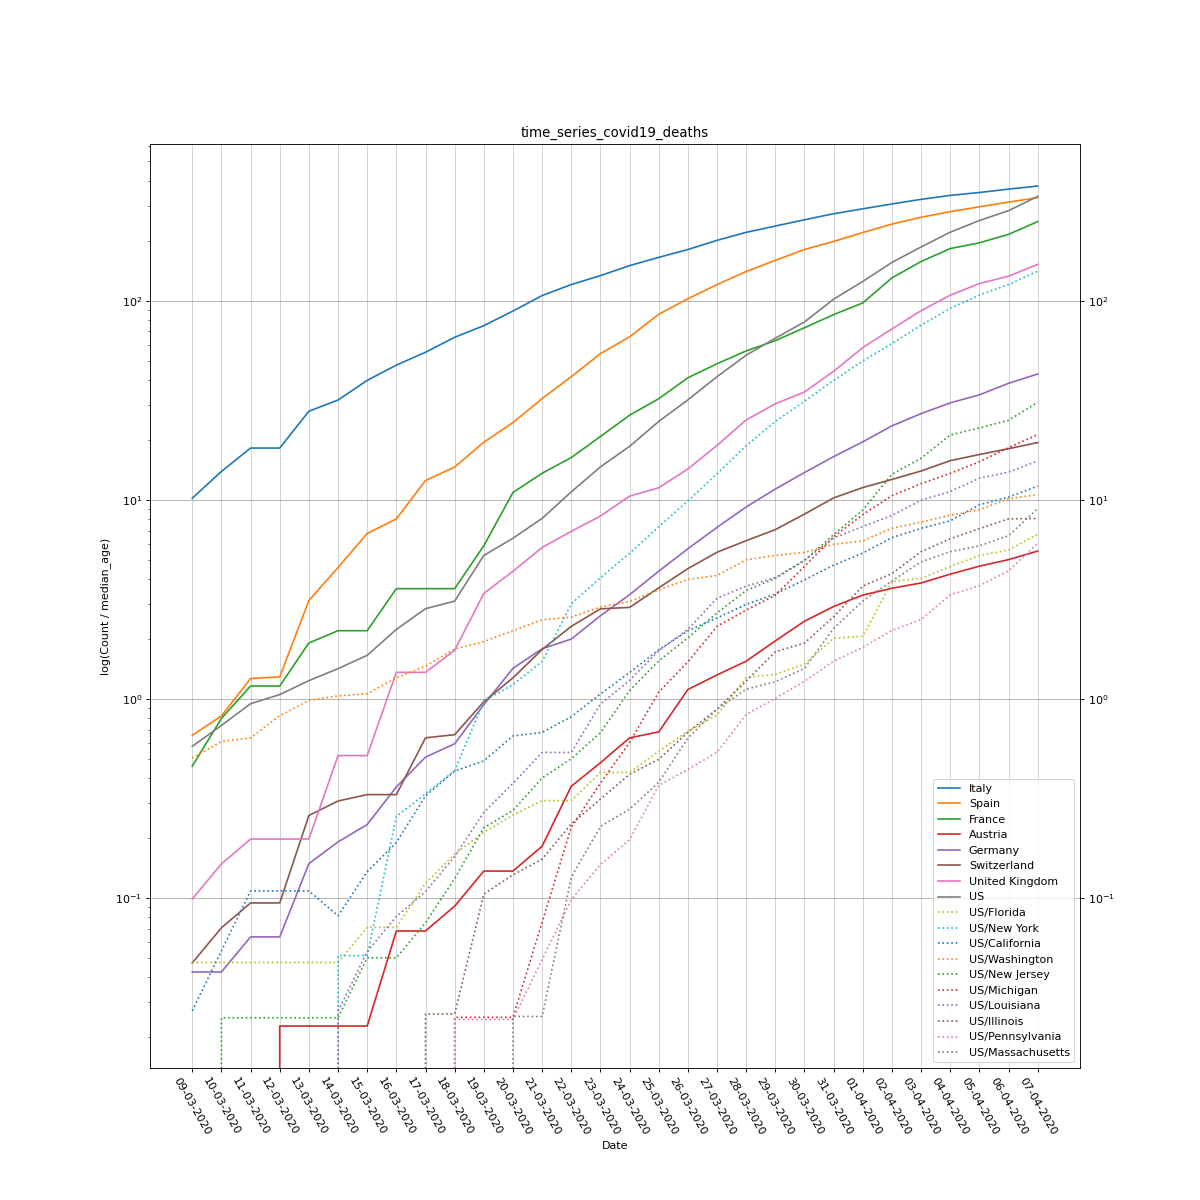 time_series_covid19_deaths
log(Count / median_age)
10²
10¹
10⁰
10⁻¹
10²
10¹
10⁰
10⁻¹
Italy
Spain
France
Austria
Germany
Switzerland
United Kingdom
US
US/Florida
US/New York
US/California
US/Washington
US/New Jersey
US/Michigan
US/Louisiana
US/Illinois
US/Pennsylvania
US/Massachusetts
09-03-2020
10-03-2020
11-03-2020
12-03-2020
13-03-2020
14-03-2020
15-03-2020
16-03-2020
17-03-2020
18-03-2020
19-03-2020
20-03-2020
21-03-2020
22-03-2020
23-03-2020
24-03-2020
25-03-2020
26-03-2020
27-03-2020
28-03-2020
29-03-2020
30-03-2020
31-03-2020
01-04-2020
02-04-2020
03-04-2020
04-04-2020
05-04-2020
06-04-2020
07-04-2020
Date